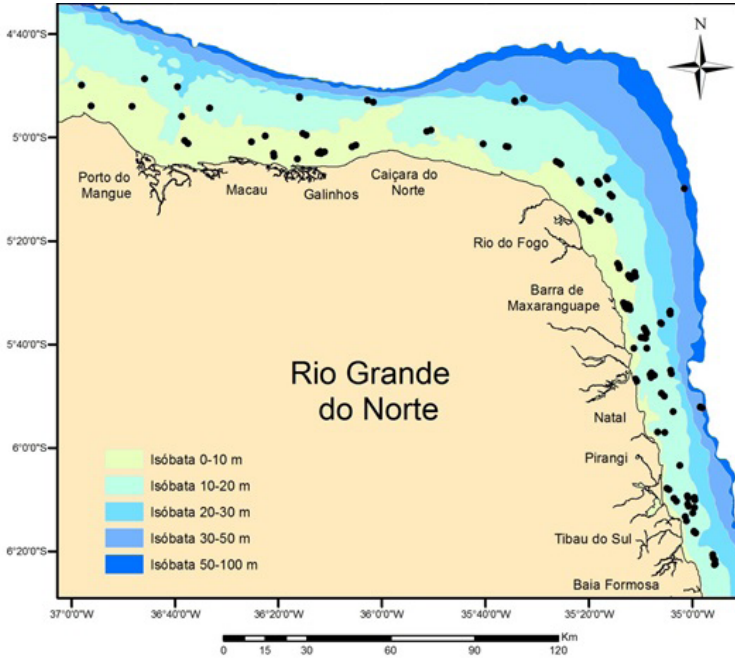 4°40'0"S
5°0'0"S
5°20'0"S
5°40'0"S
6°0'0"S
6°20'0"S
N
Porto do
Mangue
Macau
Galinhos
Caiçara do
Norte
Rio do Fogo
Barra de
Maxaranguape
Rio Grande
do Norte
Natal
Pirangi
Tibau do Sul
Baia Formosa
Isóbata 0-10 m
Isóbata 10-20 m
Isóbata 20-30 m
Isóbata 30-50 m
Isóbata 50-100 m
37°0'0"W 36°40'0"W 36°20'0"W 36°0'0"W 35°40'0"W 35°20'0"W 35°0'0"W
Km
0 15 30 60 90 120